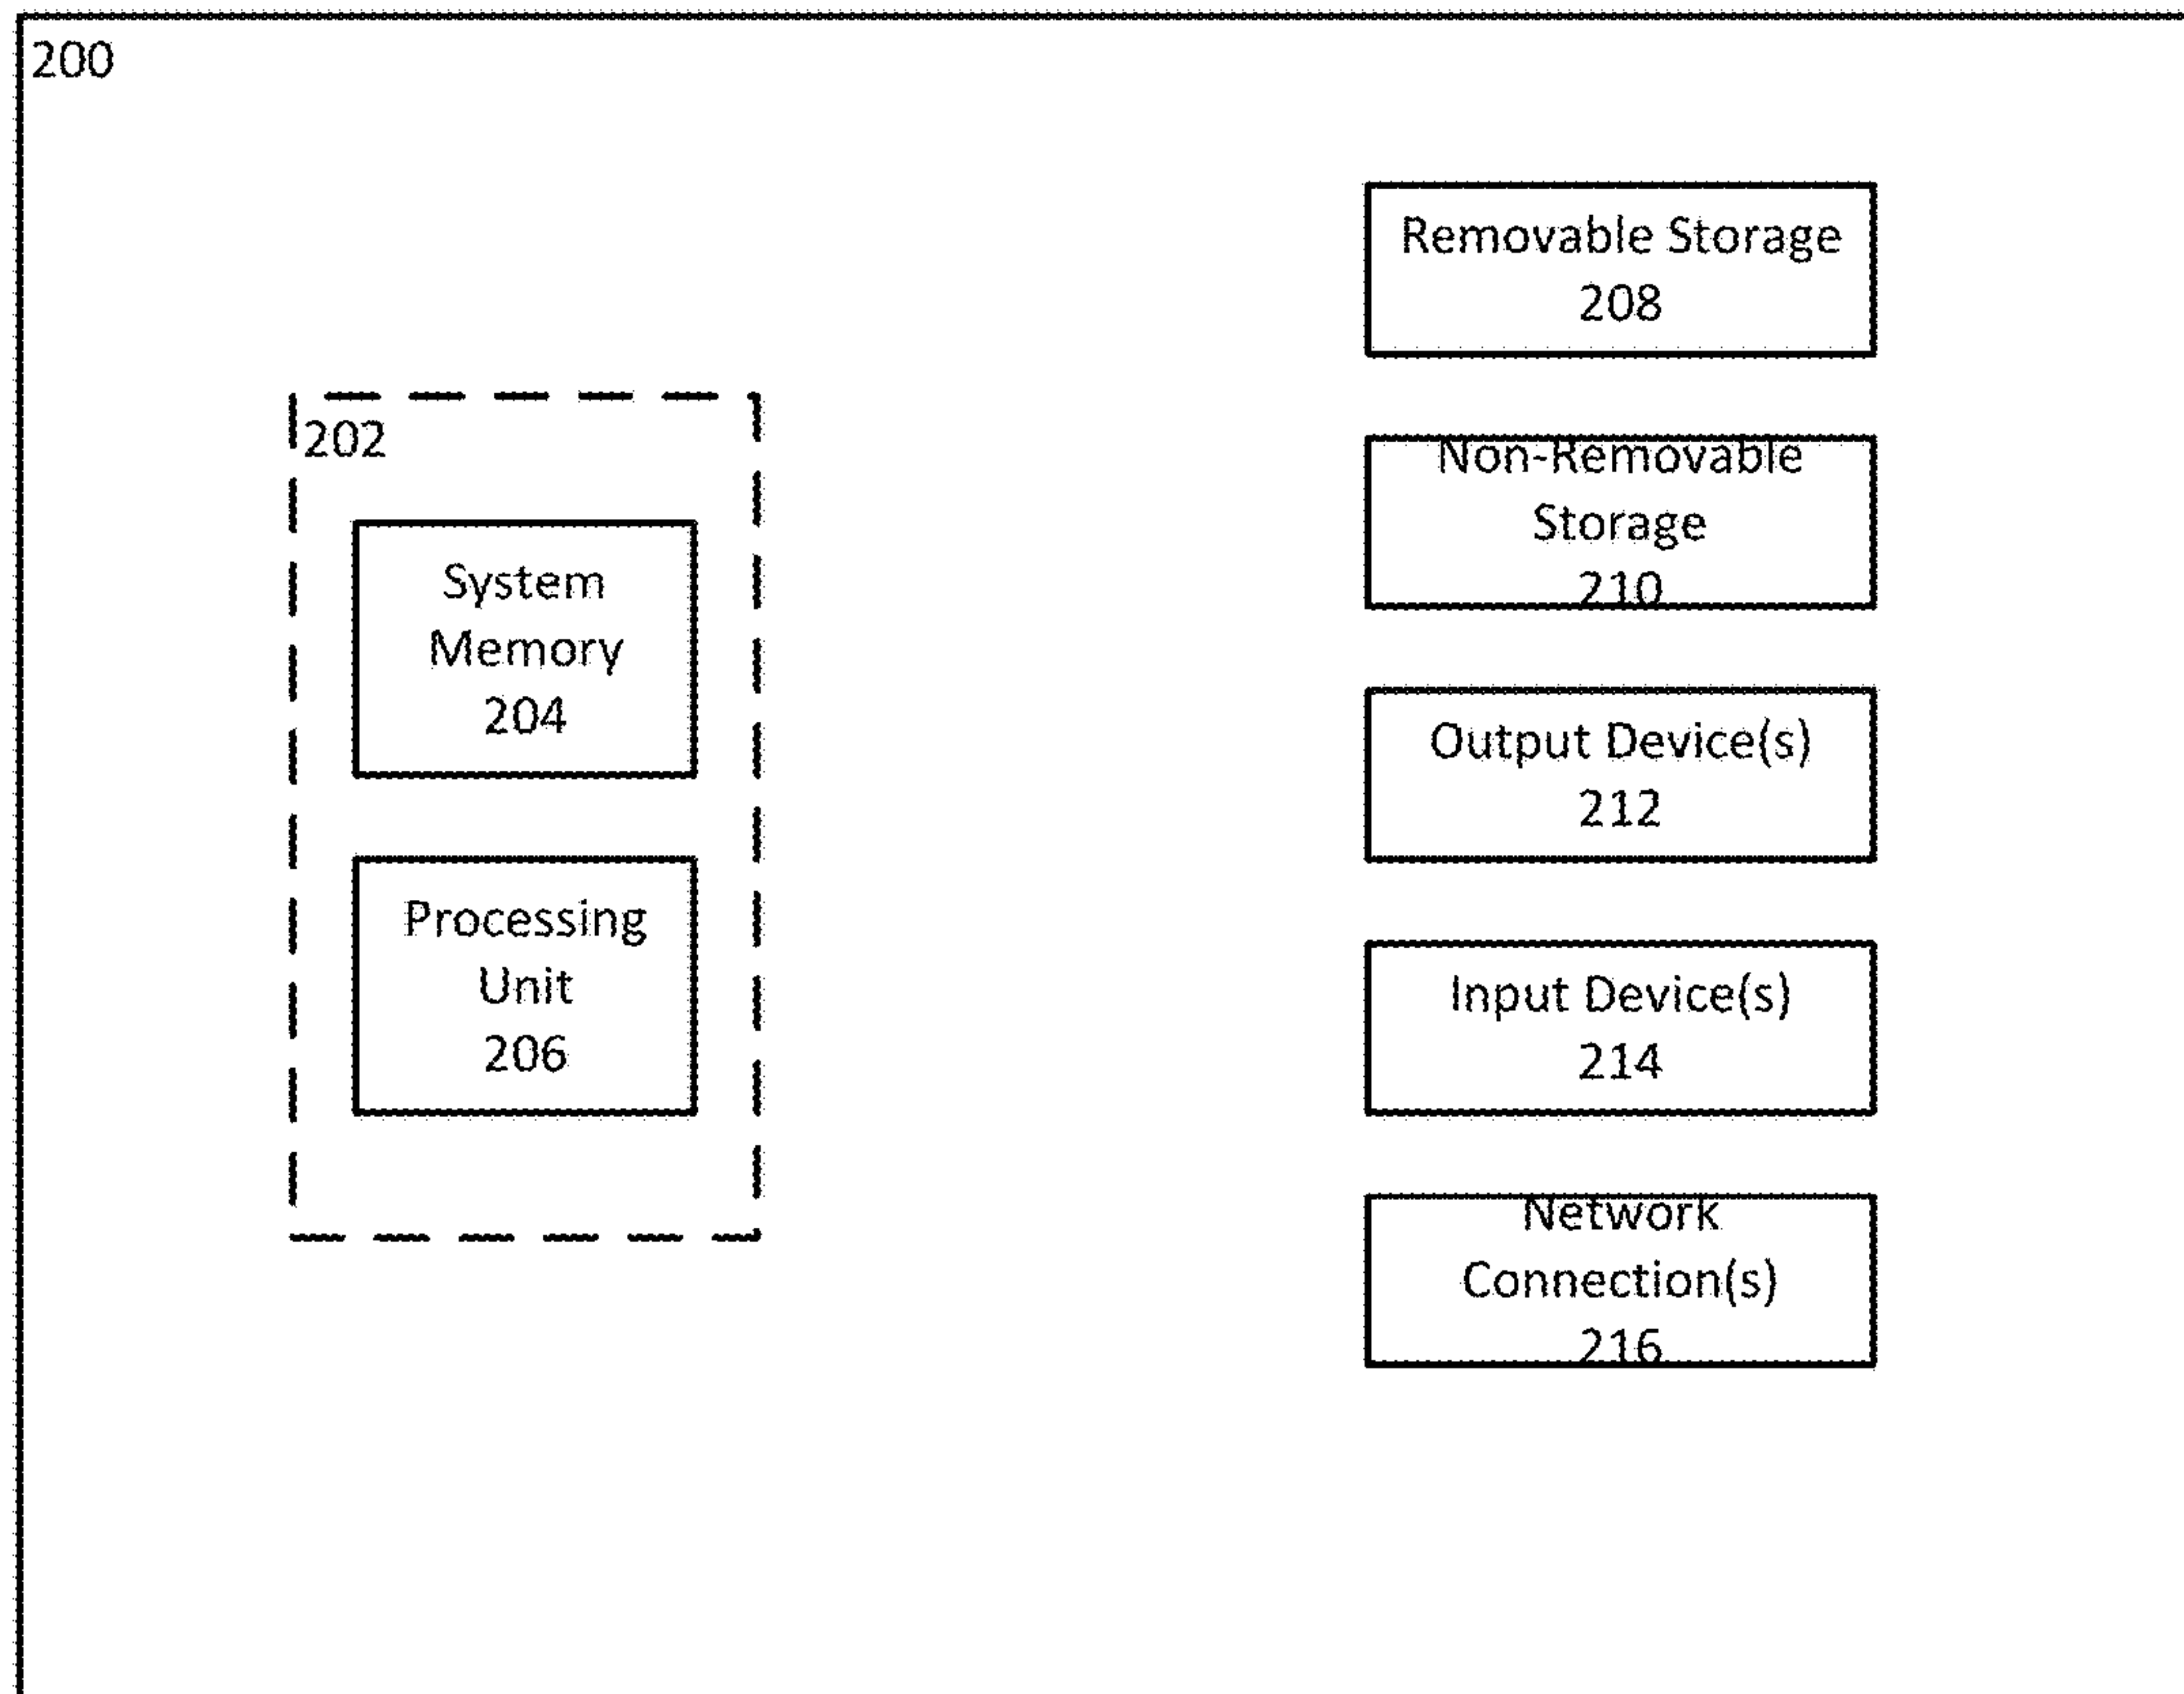 200
202
System
Memory
204
Processing
Unit
206
Removable Storage
208
Non-Removable
Storage
210
Output Device(s)
212
Input Device(s)
214
Network
Connection(s)
216